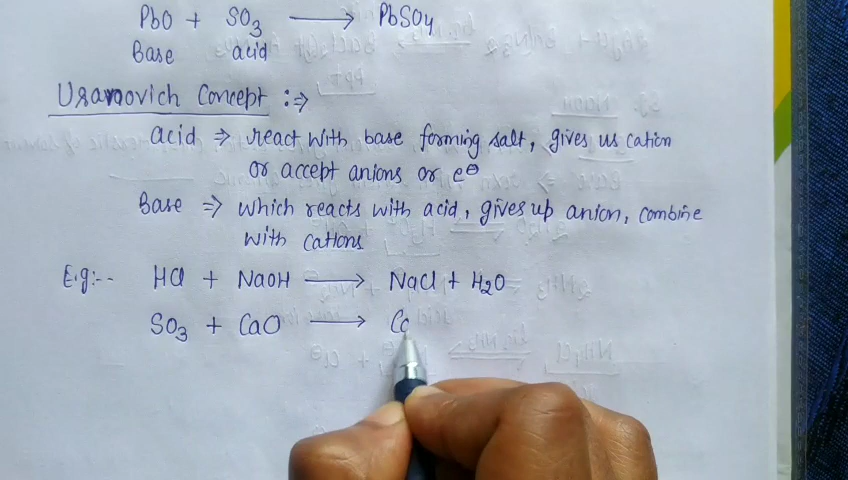 PbO + SO3 ⟶ PbSO4
Base acid
Usanovich Concept :⇒
acid ⇒ react with base forming salt, gives us cation
or accept anions or e⊖
Base ⇒ which reacts with acid, gives up anion, combine
with cations
E.g:-- HCl + NaOH ⟶ NaCl + H2O
SO3 + CaO ⟶ Ca